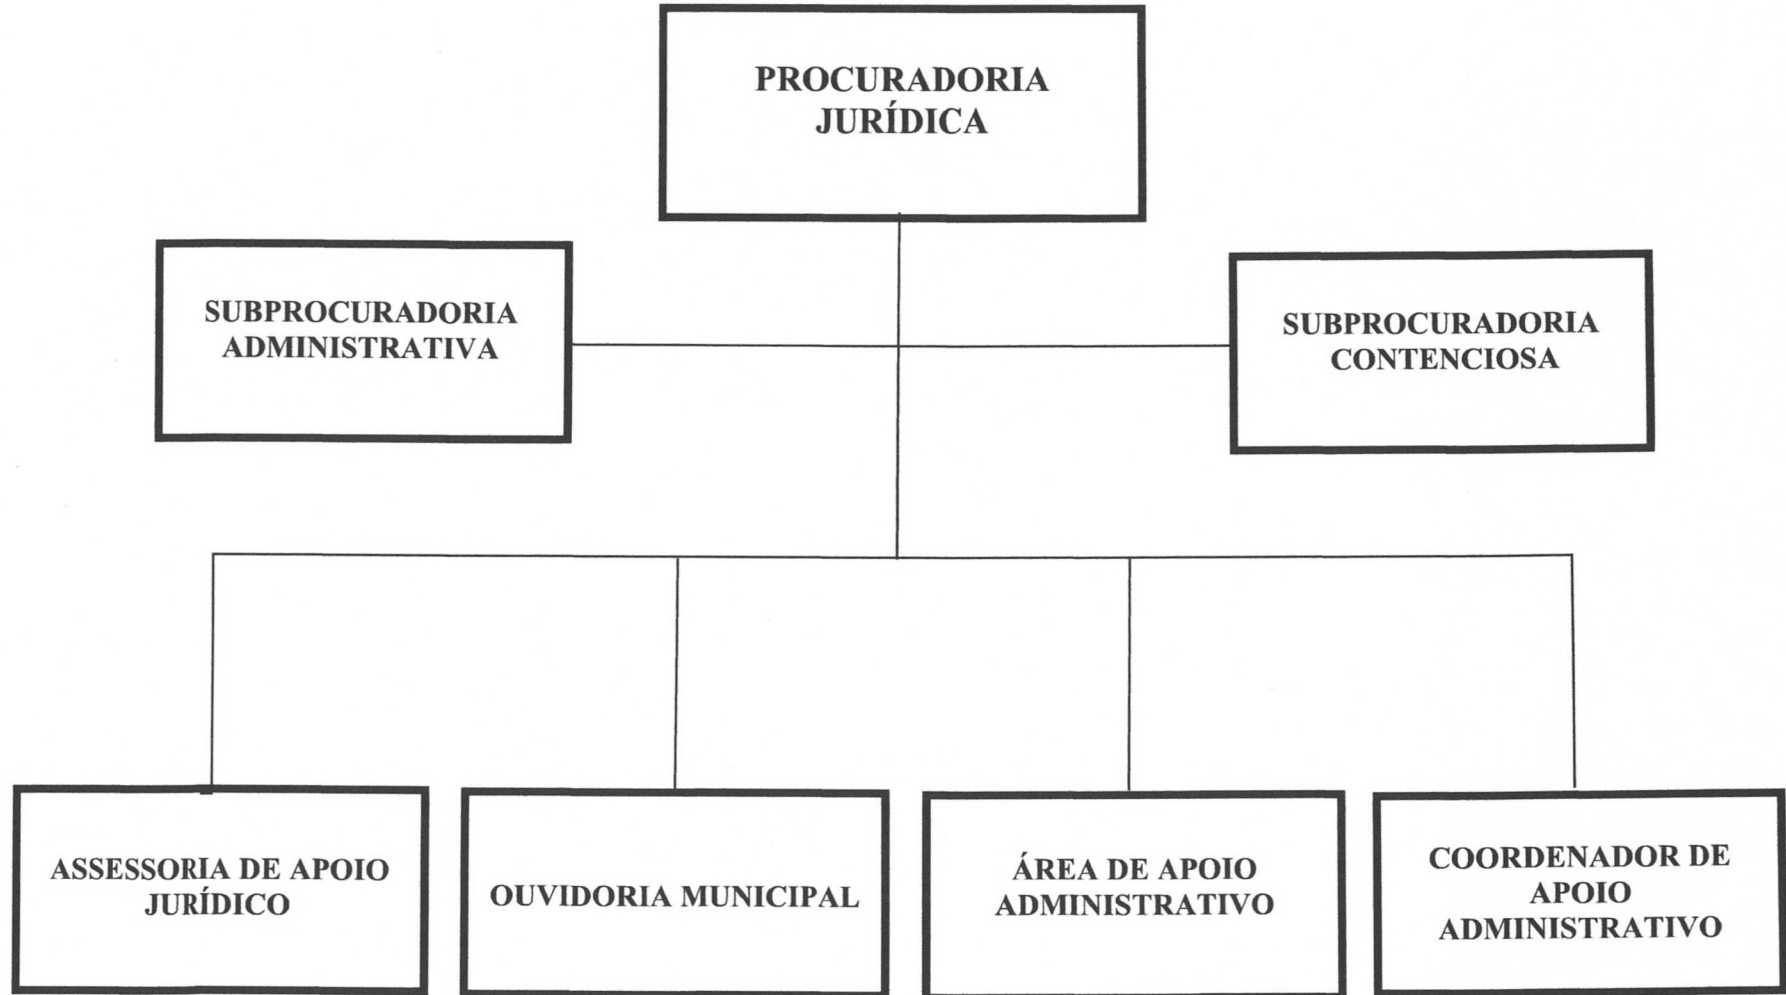 PROCURADORIA
JURÍDICA
SUBPROCURADORIA
ADMINISTRATIVA
SUBPROCURADORIA
CONTENCIOSA
ASSESSORIA DE APOIO
JURÍDICO
OUVIDORIA MUNICIPAL
ÁREA DE APOIO
ADMINISTRATIVO
COORDENADOR DE
APOIO
ADMINISTRATIVO